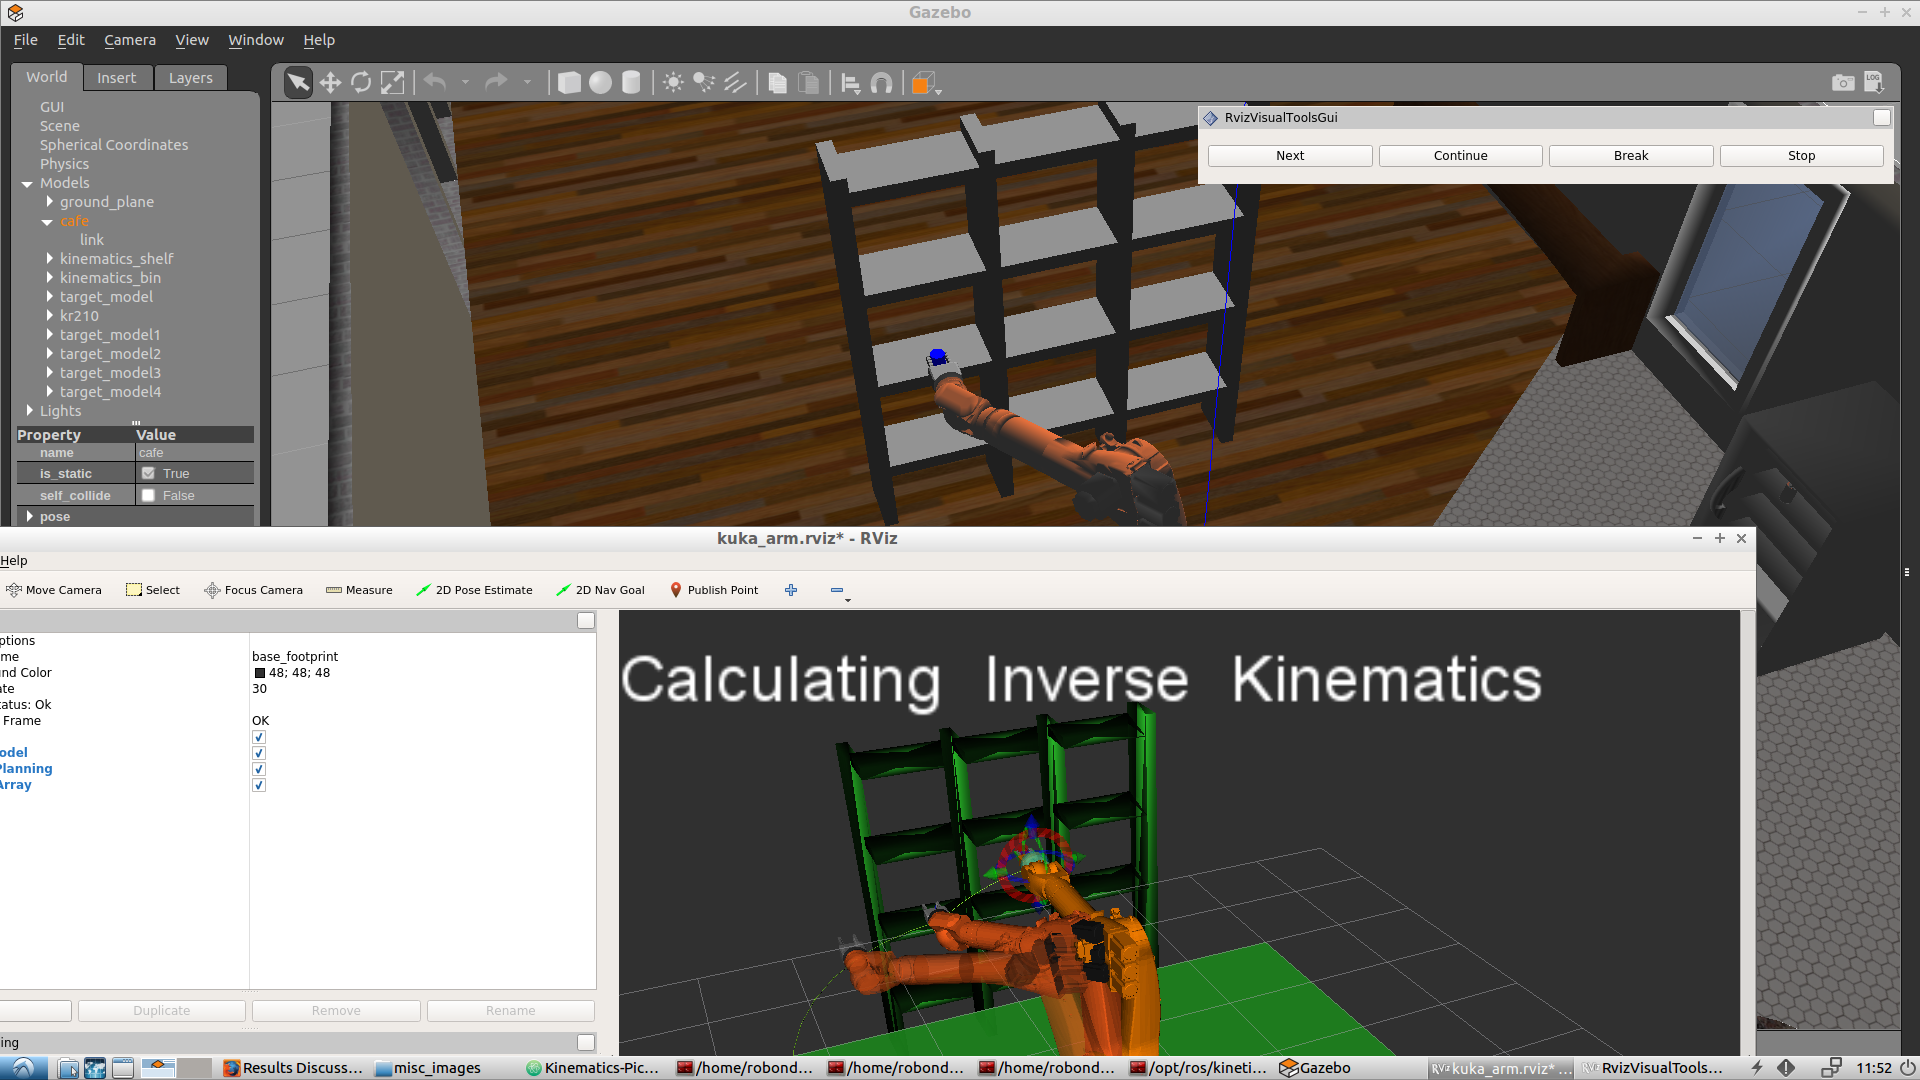 Gazebo
File Edit Camera View Window Help
World Insert Layers
GUI
Scene
Spherical Coordinates
Physics
Models
ground_plane
cafe
link
kinematics_shelf
kinematics_bin
target_model
kr210
target_model1
target_model2
target_model3
target_model4
Lights
Property Value
name cafe
is_static True
self_collide False
pose
LOG
RvizVisualToolsGui
Next Continue Break Stop
kuka_arm.rviz* - RViz
Help
Move Camera Select Focus Camera Measure 2D Pose Estimate 2D Nav Goal Publish Point
ptions
me base_footprint
nd Color 48; 48; 48
ate 30
tatus: Ok
Frame OK
odel
Planning
Array
Duplicate Remove Rename
ing
Calculating Inverse Kinematics
Results Discuss... misc_images Kinematics-Pic... /home/robond... /home/robond... /home/robond... /opt/ros/kineti... Gazebo kuka_arm.rviz* ... RvizVisualTools... 11:52